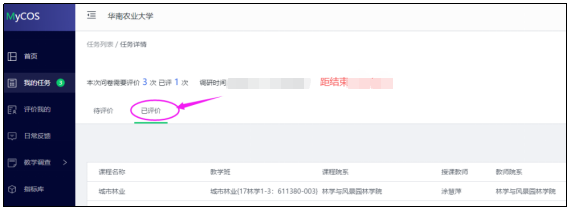 MyCOS
华南农业大学
首页
我的任务 3
评价我的
日常反馈
教学调查
指标库
任务列表 / 任务详情
本次问卷需要评价 3 次 已评 1 次 调研时间 距结束
待评价 已评价
课程名称 教学班 课程院系 授课教师 教师院系
城市林业 城市林业(17林学1-3; 611380-003) 林学与风景园林学院 涂慧萍 林学与风景园林学院